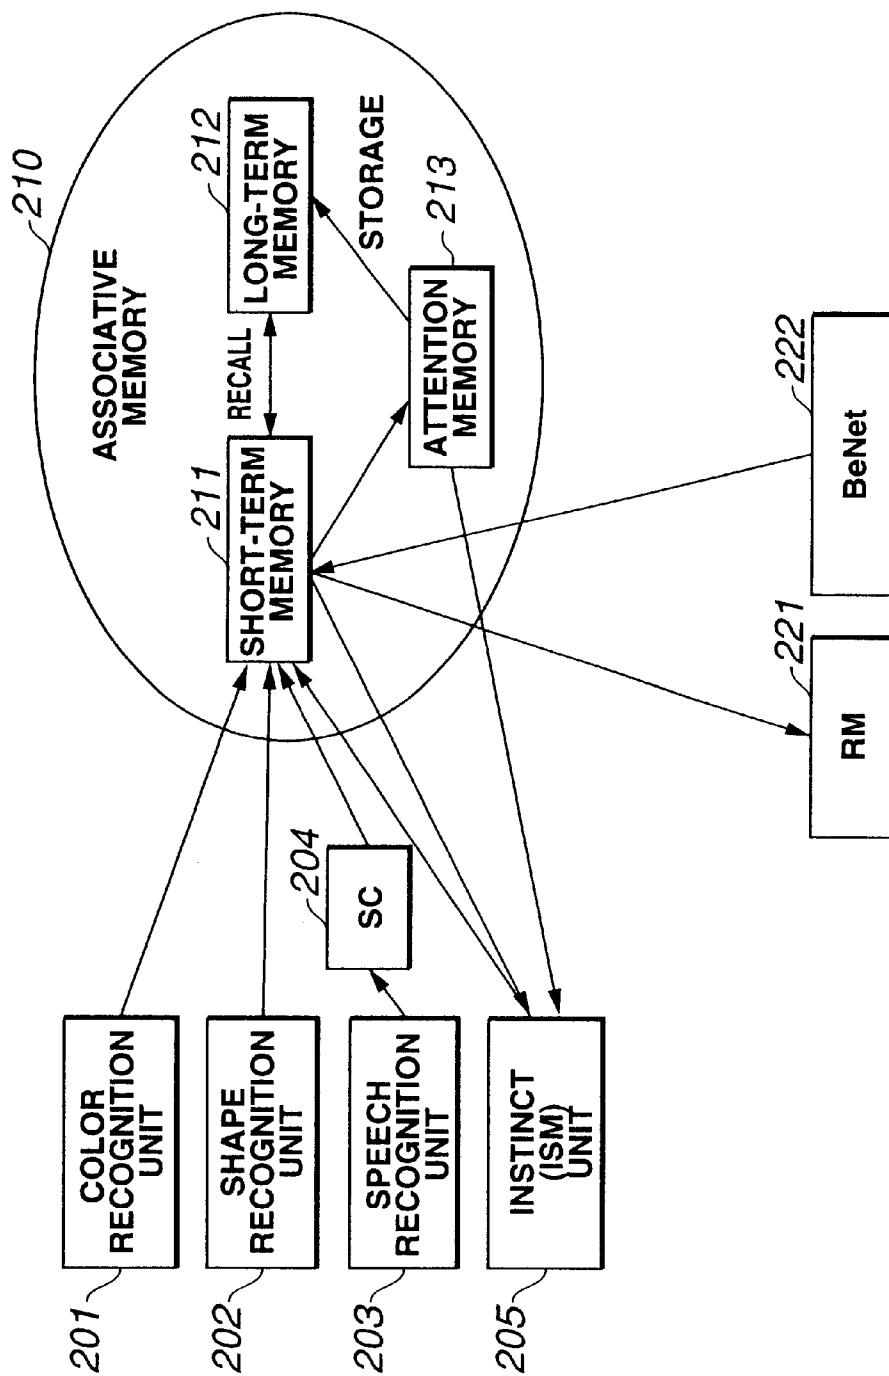 210
ASSOCIATIVE
MEMORY
211
SHORT-TERM
MEMORY
RECALL
212
LONG-TERM
MEMORY
STORAGE
213
ATTENTION
MEMORY
201
COLOR
RECOGNITION
UNIT
202
SHAPE
RECOGNITION
UNIT
203
SPEECH
RECOGNITION
UNIT
204
SC
205
INSTINCT
(ISM)
UNIT
221
RM
222
BeNet